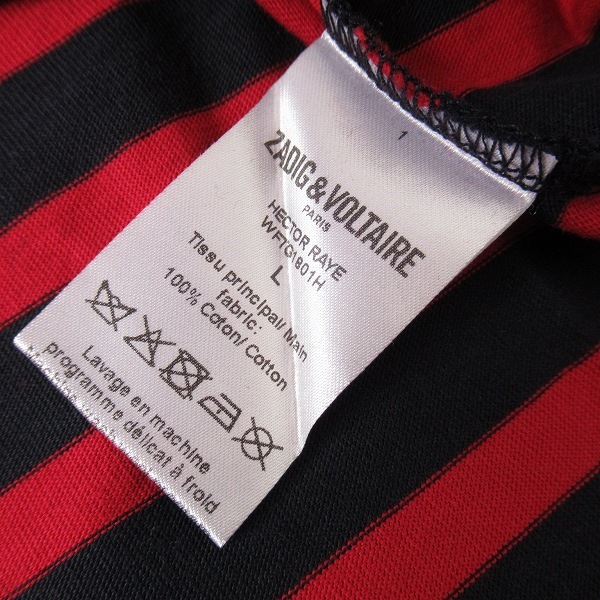 1
ZADIG & VOLTAIRE
PARIS
HECTOR RAYE
WFTG1801H
L
Tissu principal/ Main
fabric:
100% Coton/ Cotton
Lavage en machine
programme délicat à froid